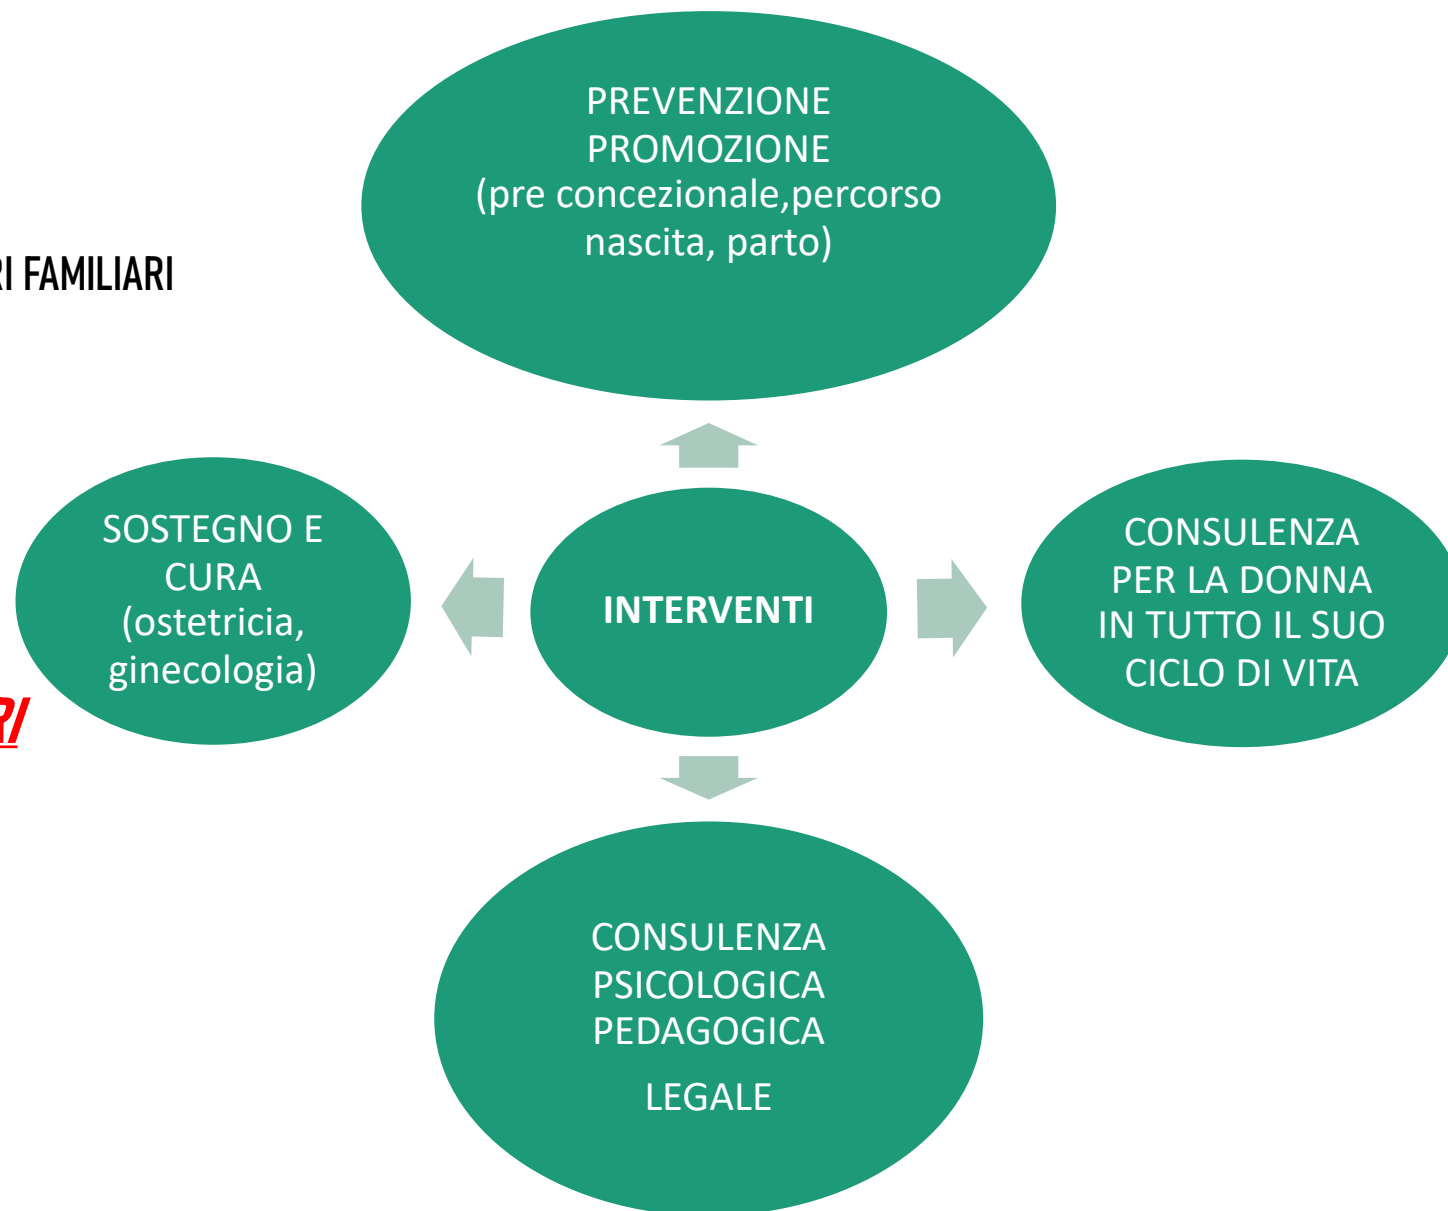 PREVENZIONE
PROMOZIONE
(pre concezionale,percorso
nascita, parto)
RI FAMILIARI
SOSTEGNO E
CURA
(ostetricia,
ginecologia)
INTERVENTI
CONSULENZA
PER LA DONNA
IN TUTTO IL SUO
CICLO DI VITA
RI
CONSULENZA
PSICOLOGICA
PEDAGOGICA
LEGALE